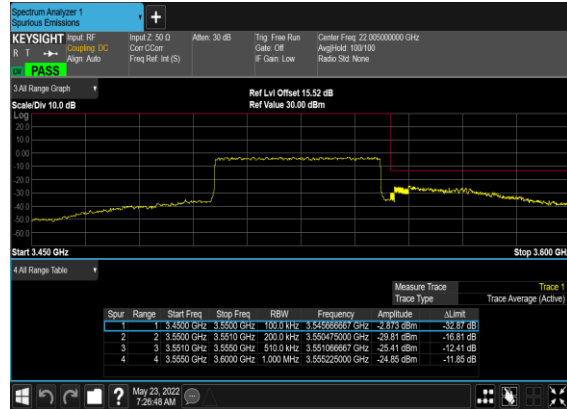 Spectrum Analyzer 1
Spurious Emissions
+
KEYSIGHT
R T
LXI
PASS
Input: RF
Coupling: DC
Align: Auto
Input Z: 50 Ω
Corr CCorr
Freq Ref: Int (S)
Atten: 30 dB
Trig: Free Run
Gate: Off
IF Gain: Low
Center Freq: 22.005000000 GHz
Avg|Hold: 100/100
Radio Std: None
3 All Range Graph
Scale/Div 10.0 dB
Ref Lvl Offset 15.52 dB
Ref Value 30.00 dBm
Log
20.0
10.0
0.00
-10.0
-20.0
-30.0
-40.0
-50.0
-60.0
Start 3.450 GHz
Stop 3.600 GH
4 All Range Table
Measure Trace Trace 1
Trace Type Trace Average (Active)
Spur Range Start Freq Stop Freq RBW Frequency Amplitude ΔLimit
1 1 3.4500 GHz 3.5500 GHz 100.0 kHz 3.545666667 GHz -2.873 dBm -32.87 dB
2 2 3.5500 GHz 3.5510 GHz 200.0 kHz 3.550475000 GHz -29.81 dBm -16.81 dB
3 3 3.5510 GHz 3.5550 GHz 510.0 kHz 3.551066667 GHz -25.41 dBm -12.41 dB
4 4 3.5550 GHz 3.6000 GHz 1.000 MHz 3.555225000 GHz -24.85 dBm -11.85 dB
?
May 23, 2022
7:26:48 AM